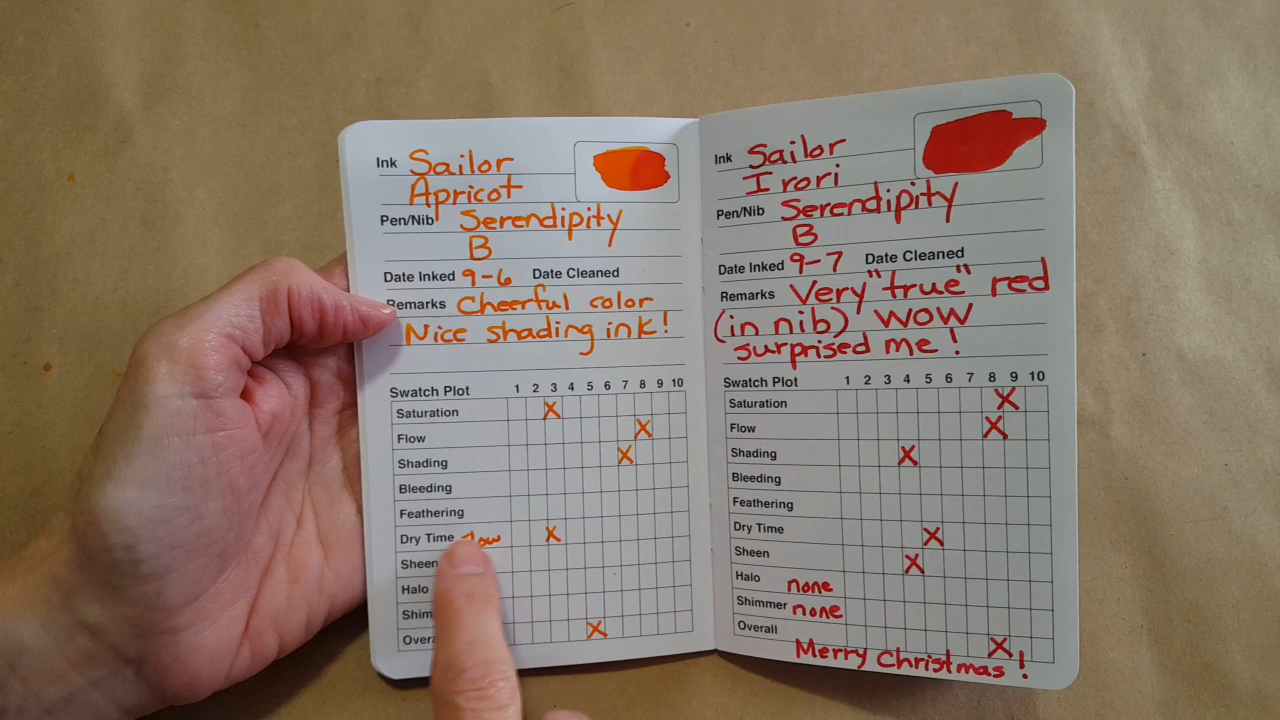 Ink Sailor
Apricot
Pen/Nib Serendipity
B
Date Inked 9-6 Date Cleaned
Remarks Cheerful color
Nice shading ink!
Swatch Plot 1 2 3 4 5 6 7 8 9 10
Saturation X
Flow X
Shading X
Bleeding
Feathering
Dry Time X
Sheen
Halo
X
Ink Sailor
Irori
Pen/Nib Serendipity
B
Date Inked 9-7 Date Cleaned
Remarks Very "true" red
(in nib) WOW
surprised me!
Swatch Plot 1 2 3 4 5 6 7 8 9 10
Saturation X
Flow X
Shading X
Bleeding
Feathering
Dry Time X
Sheen X
Halo none
Shimmer none
Overall X
Merry Christmas!